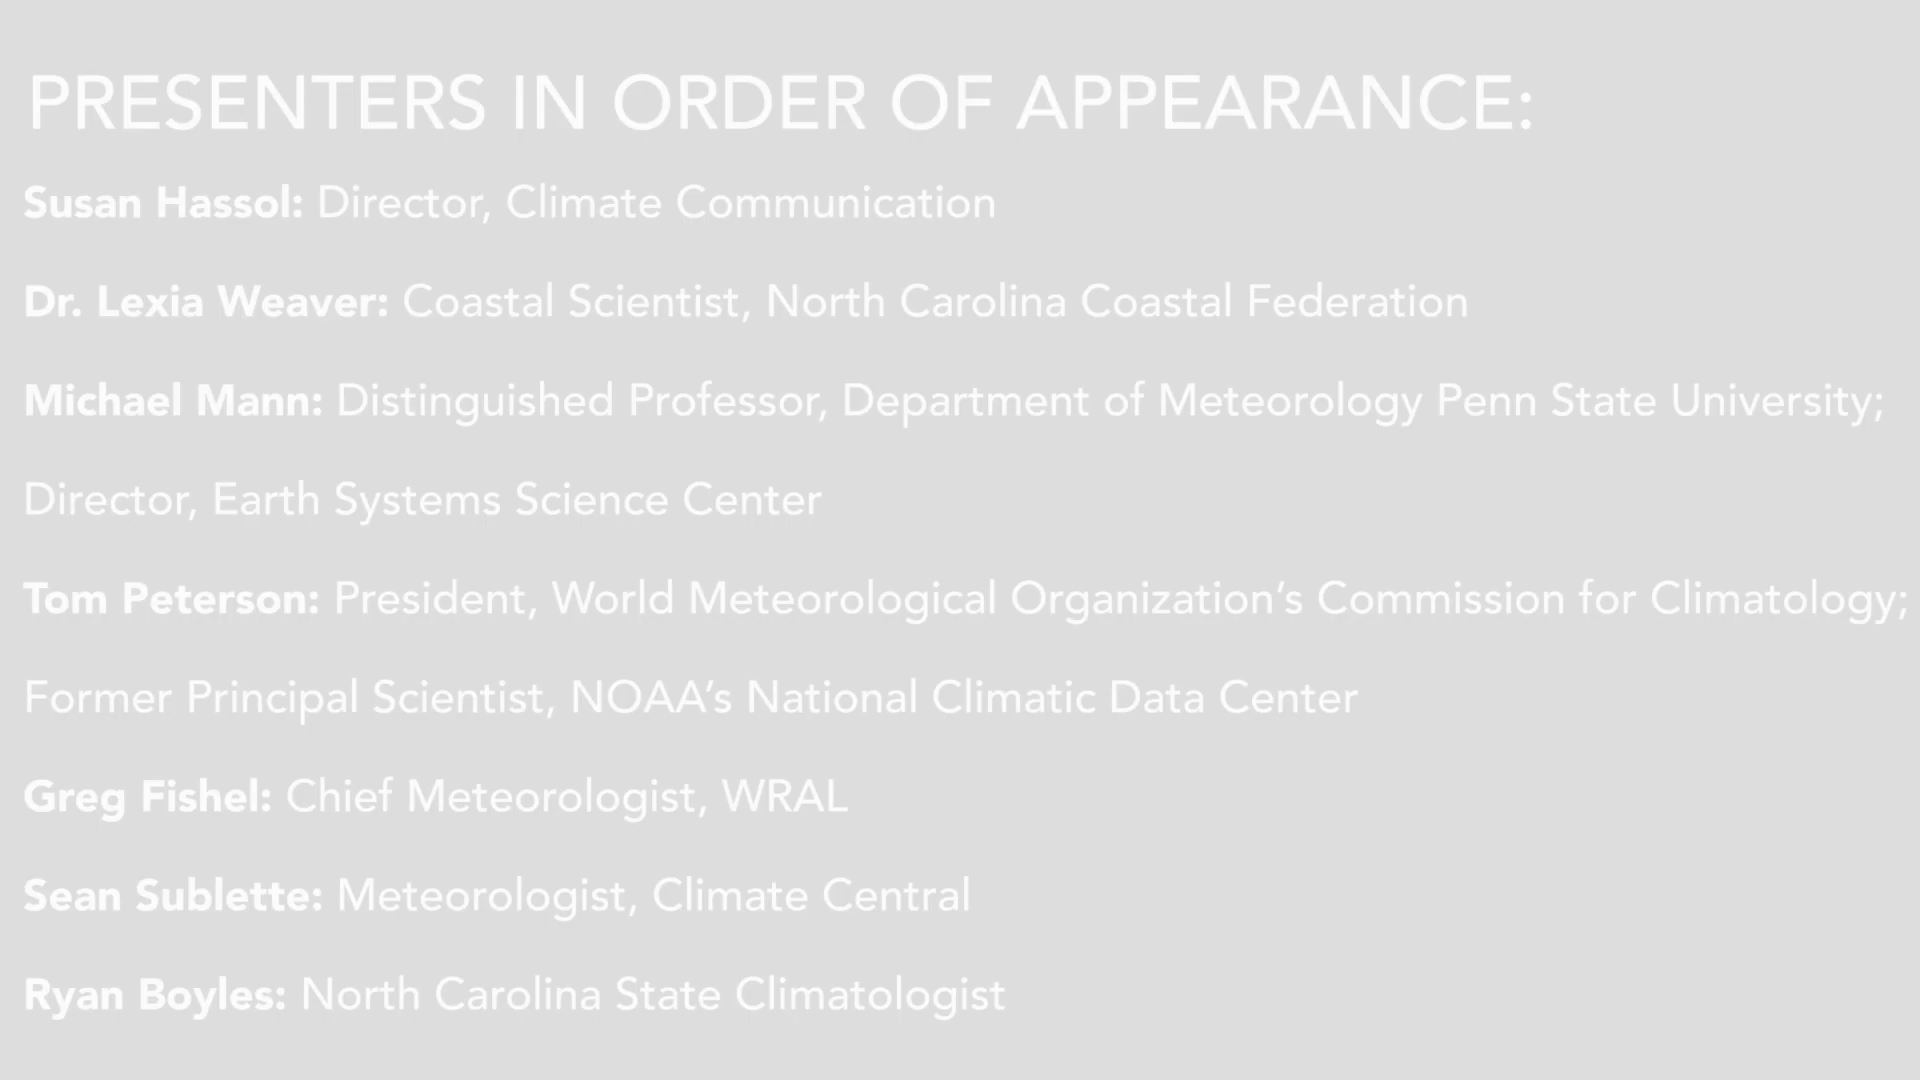 PRESENTERS IN ORDER OF APPEARANCE:
Susan Hassol: Director, Climate Communication
Dr. Lexia Weaver: Coastal Scientist, North Carolina Coastal Federation
Michael Mann: Distinguished Professor, Department of Meteorology Penn State University;
Director, Earth Systems Science Center
Tom Peterson: President, World Meteorological Organization’s Commission for Climatology;
Former Principal Scientist, NOAA’s National Climatic Data Center
Greg Fishel: Chief Meteorologist, WRAL
Sean Sublette: Meteorologist, Climate Central
Ryan Boyles: North Carolina State Climatologist